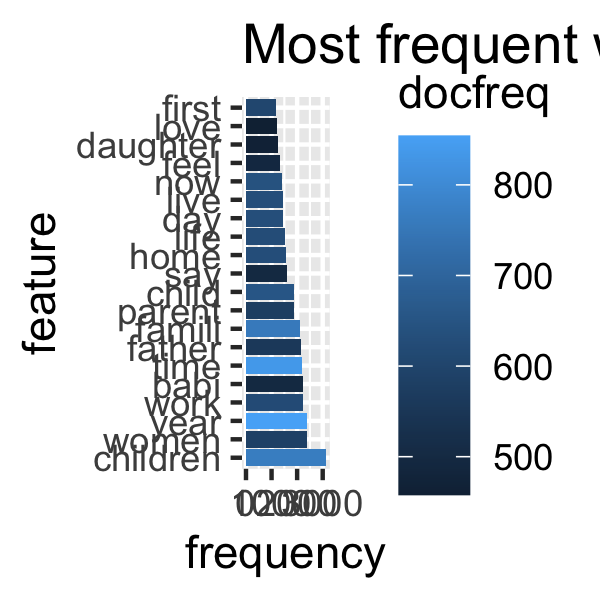 Most frequent
docfreq
800
700
600
500
feature
first
love
daughter
feel
now
live
day
life
home
say
child
parent
famili
father
time
babi
work
year
women
children
frequency